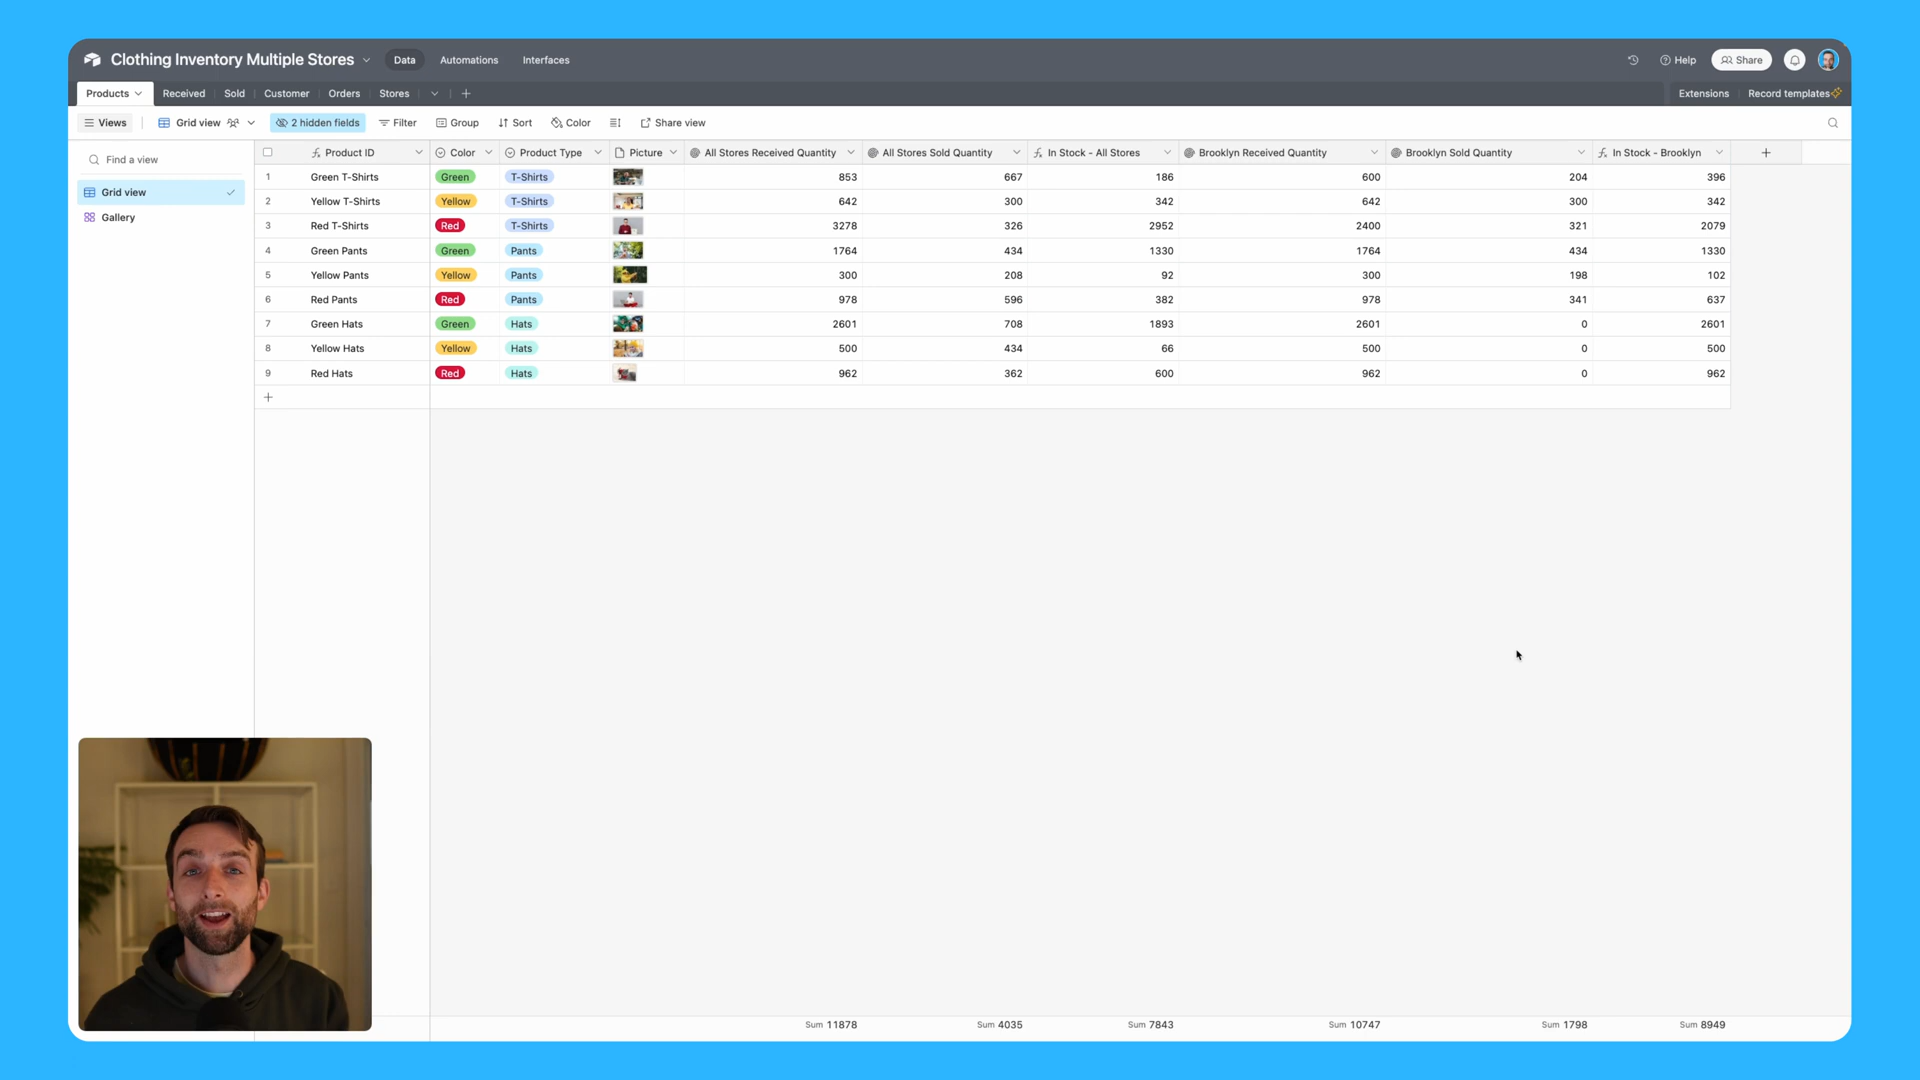 Clothing Inventory Multiple Stores Data Automations Interfaces Help Share
Products Received Sold Customer Orders Stores Extensions Record templates
Views Grid view 2 hidden fields Filter Group Sort Color Share view
Find a view
Grid view
Gallery
Product ID Color Product Type Picture All Stores Received Quantity All Stores Sold Quantity In Stock - All Stores Brooklyn Received Quantity Brooklyn Sold Quantity In Stock - Brooklyn
1 Green T-Shirts Green T-Shirts 853 667 186 600 204 396
2 Yellow T-Shirts Yellow T-Shirts 642 300 342 642 300 342
3 Red T-Shirts Red T-Shirts 3278 326 2952 2400 321 2079
4 Green Pants Green Pants 1764 434 1330 1764 434 1330
5 Yellow Pants Yellow Pants 300 208 92 300 198 102
6 Red Pants Red Pants 978 596 382 978 341 637
7 Green Hats Green Hats 2601 708 1893 2601 0 2601
8 Yellow Hats Yellow Hats 500 434 66 500 0 500
9 Red Hats Red Hats 962 362 600 962 0 962
Sum 11878 Sum 4035 Sum 7843 Sum 10747 Sum 1798 Sum 8949